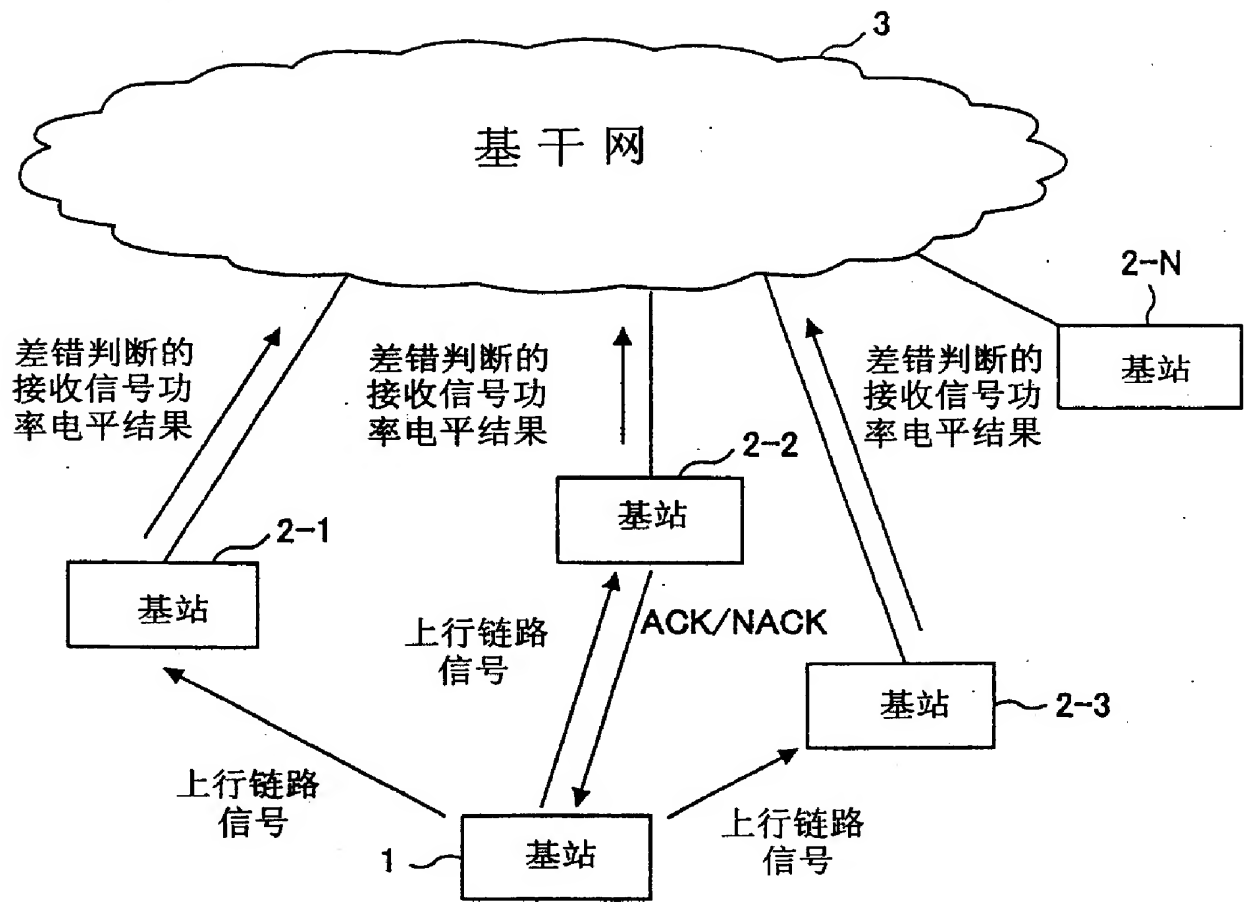 3
基干网
2-N
基站
差错判断的
接收信号功
率电平结果
差错判断的
接收信号功
率电平结果
差错判断的
接收信号功
率电平结果
2-2
基站
2-1
基站
上行链路
信号
ACK/NACK
基站
2-3
上行链路
信号
上行链路
信号
1
基站